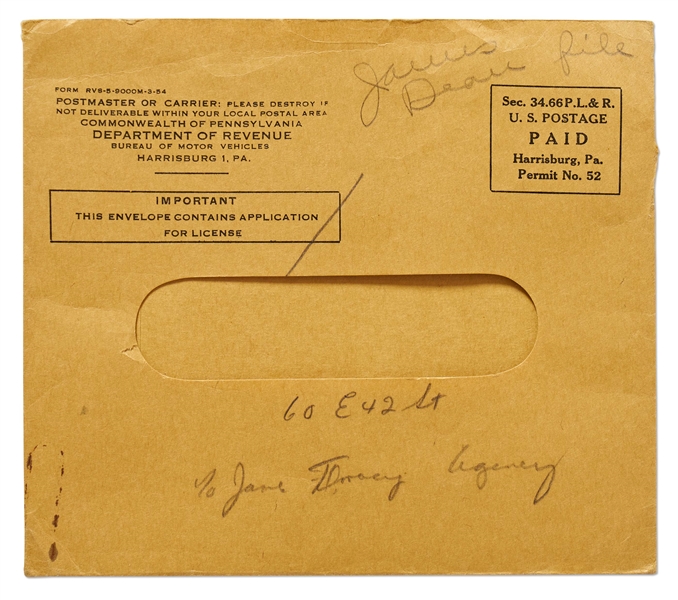 James
Dean file
FORM RVS-5-9000M-3-54
POSTMASTER OR CARRIER: PLEASE DESTROY IF
NOT DELIVERABLE WITHIN YOUR LOCAL POSTAL AREA
COMMONWEALTH OF PENNSYLVANIA
DEPARTMENT OF REVENUE
BUREAU OF MOTOR VEHICLES
HARRISBURG 1, PA.
Sec. 34.66 P.L.& R.
U. S. POSTAGE
PAID
Harrisburg, Pa.
Permit No. 52
IMPORTANT
THIS ENVELOPE CONTAINS APPLICATION
FOR LICENSE
60 E 42 St
Jane Agency